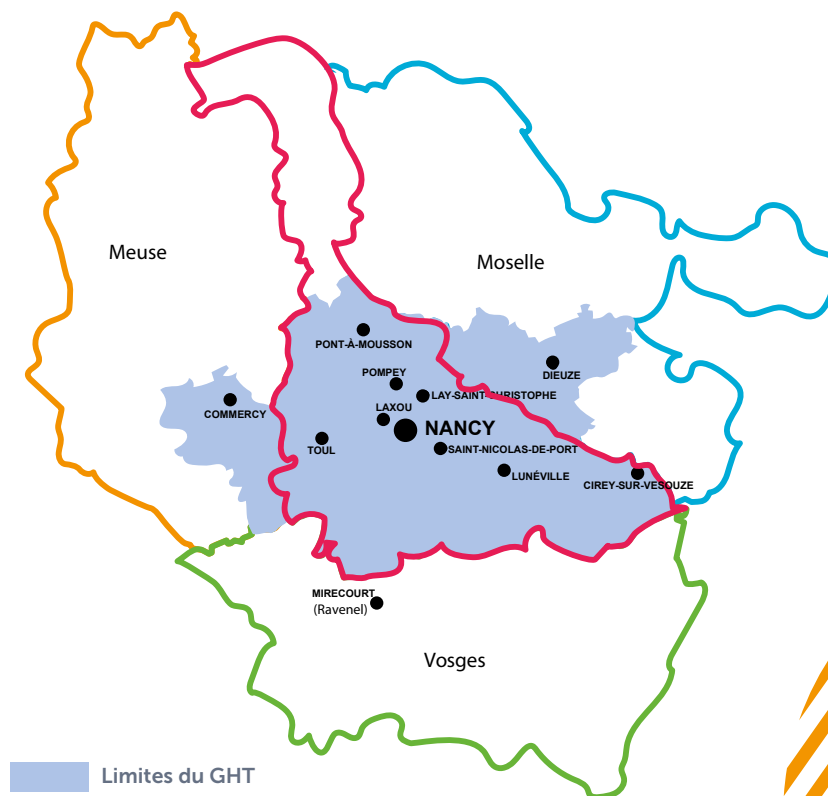 Meuse
Moselle
PONT-À-MOUSSON
POMPEY
DIEUZE
LAY-SAINT-CHRISTOPHE
COMMERCY
LAXOU
NANCY
TOUL
SAINT-NICOLAS-DE-PORT
LUNÉVILLE
CIREY-SUR-VESOUZE
MIRECOURT
(Ravenel)
Vosges
Limites du GHT